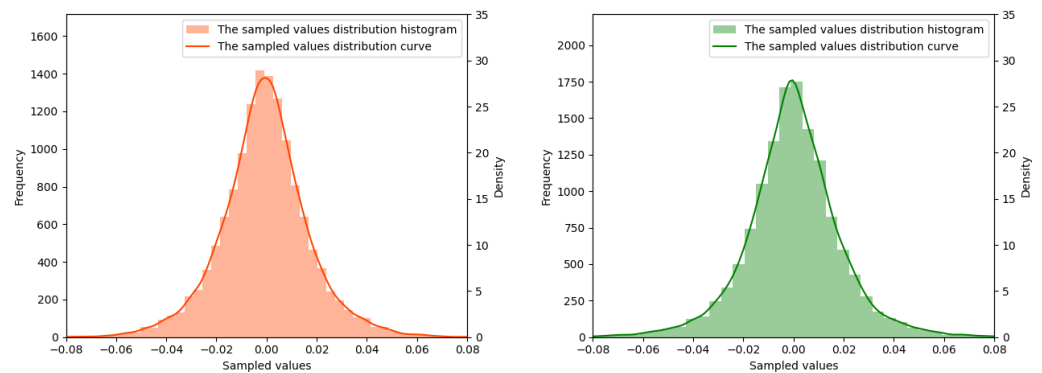 The sampled values distribution histogram
The sampled values distribution curve
Frequency
1600
1400
1200
1000
800
600
400
200
0
35
30
25
20
15
10
5
0
Density
−0.08 −0.06 −0.04 −0.02 0.00 0.02 0.04 0.06 0.08
Sampled values
The sampled values distribution histogram
The sampled values distribution curve
Frequency
2000
1750
1500
1250
1000
750
500
250
0
35
30
25
20
15
10
5
0
Density
−0.08 −0.06 −0.04 −0.02 0.00 0.02 0.04 0.06 0.08
Sampled values